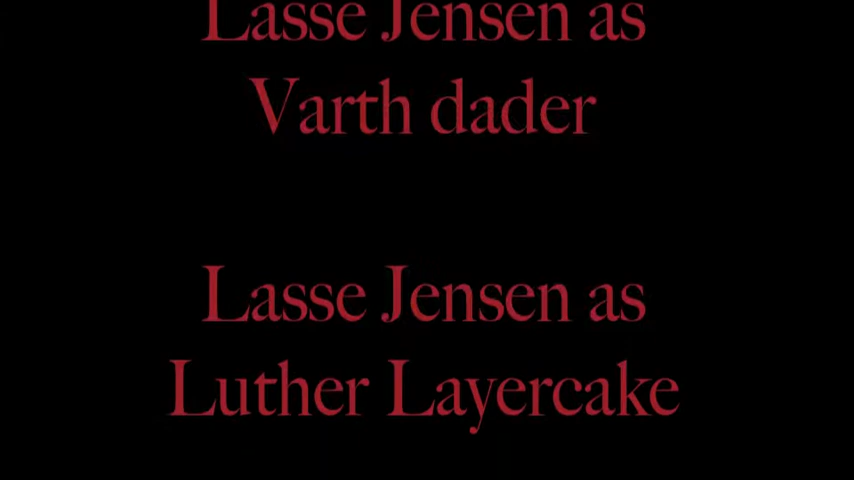 Lasse Jensen as
Varth dader
Lasse Jensen as
Luther Layercake